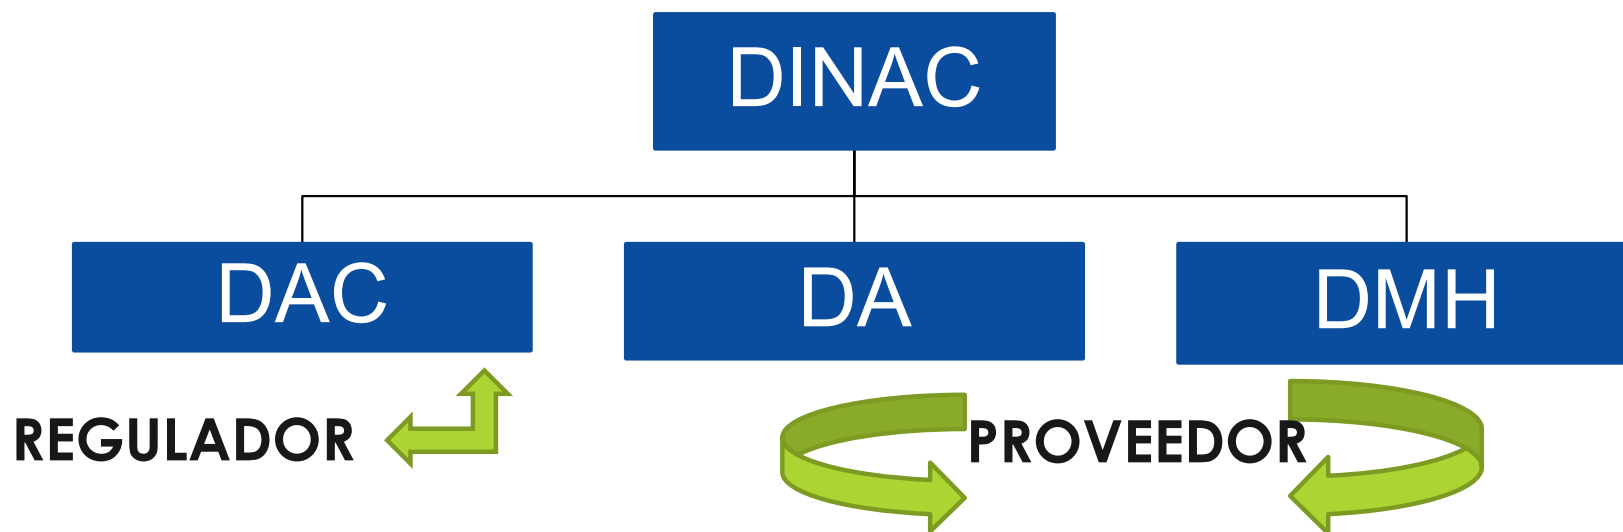 DINAC
DAC
DA
DMH
REGULADOR
PROVEEDOR